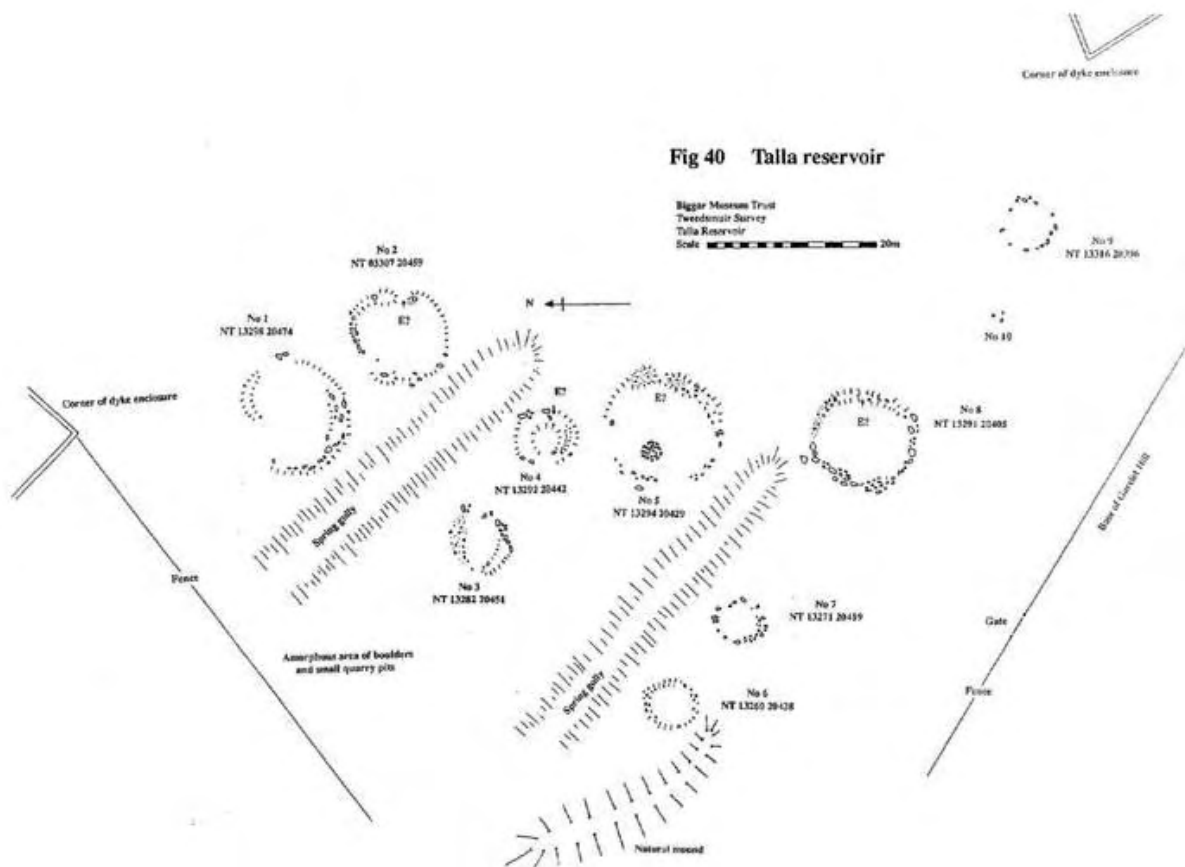 Corner of dyke enclosure
Fig 40 Talla reservoir
Biggar Museum Trust
Tweedsmuir Survey
Talla Reservoir
Scale 20m
No 9
NT 13316 20396
No 2
NT 03307 20459
N
No 1
NT 13298 20474
E?
No 10
Corner of dyke enclosure
E?
E?
E?
No 8
NT 13291 20405
No 4
NT 13292 20442
No 5
NT 13294 20429
Spring gully
Base of Garelet Hill
Fence
No 3
NT 13282 20451
No 7
NT 13271 20419
Gate
Amorphous area of boulders
and small quarry pits
Spring gully
No 6
NT 13260 20428
Fence
Natural mound